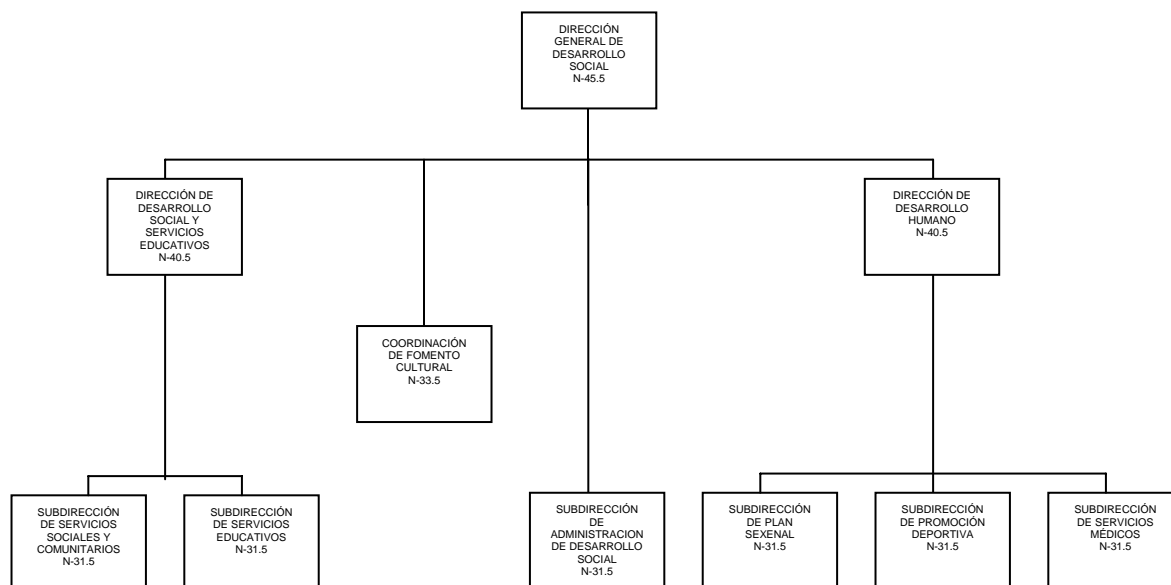 DIRECCIÓN
GENERAL DE
DESARROLLO
SOCIAL
N-45.5
DIRECCIÓN DE
DESARROLLO
SOCIAL Y
SERVICIOS
EDUCATIVOS
N-40.5
DIRECCIÓN DE
DESARROLLO
HUMANO
N-40.5
COORDINACIÓN
DE FOMENTO
CULTURAL
N-33.5
SUBDIRECCIÓN
DE SERVICIOS
SOCIALES Y
COMUNITARIOS
N-31.5
SUBDIRECCIÓN
DE SERVICIOS
EDUCATIVOS
N-31.5
SUBDIRECCIÓN
DE
ADMINISTRACION
DE DESARROLLO
SOCIAL
N-31.5
SUBDIRECCIÓN
DE PLAN
SEXENAL
N-31.5
SUBDIRECCIÓN
DE PROMOCIÓN
DEPORTIVA
N-31.5
SUBDIRECCIÓN
DE SERVICIOS
MÉDICOS
N-31.5